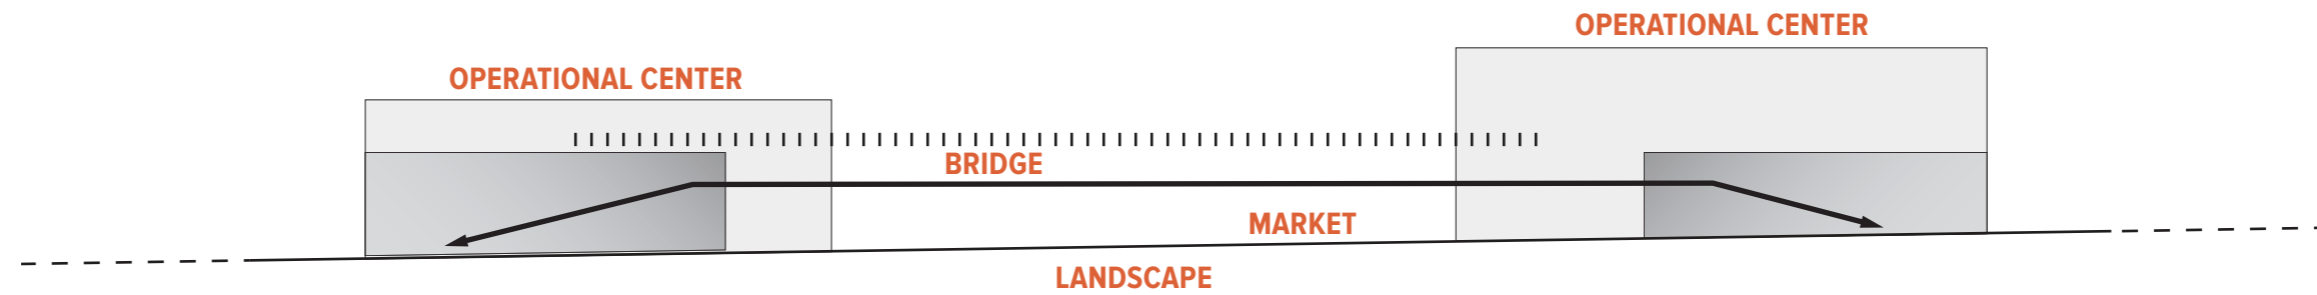 OPERATIONAL CENTER
OPERATIONAL CENTER
BRIDGE
MARKET
LANDSCAPE